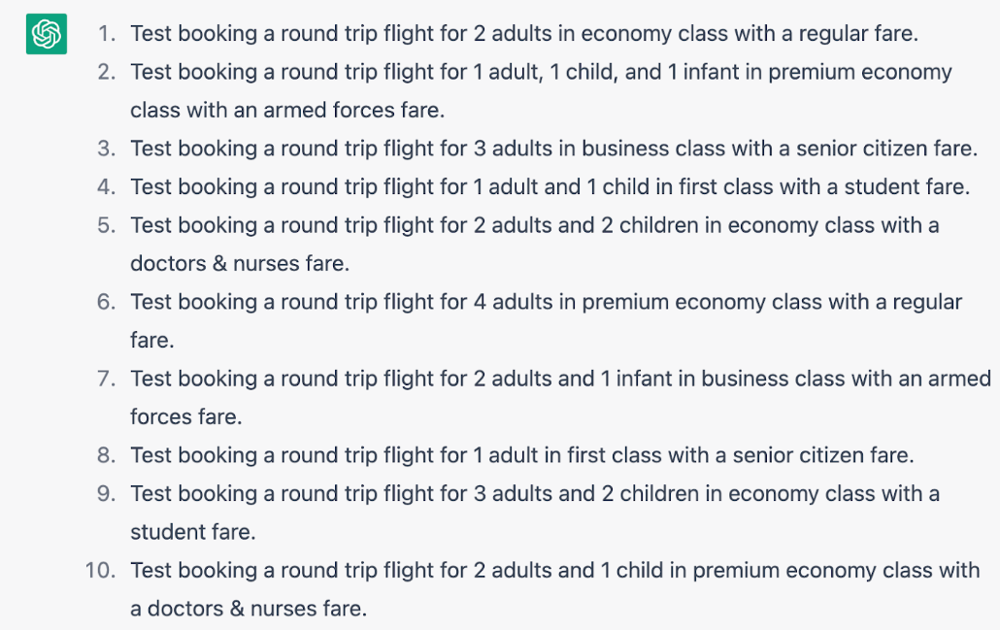 1. Test booking a round trip flight for 2 adults in economy class with a regular fare.
2. Test booking a round trip flight for 1 adult, 1 child, and 1 infant in premium economy
class with an armed forces fare.
3. Test booking a round trip flight for 3 adults in business class with a senior citizen fare.
4. Test booking a round trip flight for 1 adult and 1 child in first class with a student fare.
5. Test booking a round trip flight for 2 adults and 2 children in economy class with a
doctors & nurses fare.
6. Test booking a round trip flight for 4 adults in premium economy class with a regular
fare.
7. Test booking a round trip flight for 2 adults and 1 infant in business class with an armed
forces fare.
8. Test booking a round trip flight for 1 adult in first class with a senior citizen fare.
9. Test booking a round trip flight for 3 adults and 2 children in economy class with a
student fare.
10. Test booking a round trip flight for 2 adults and 1 child in premium economy class with
a doctors & nurses fare.